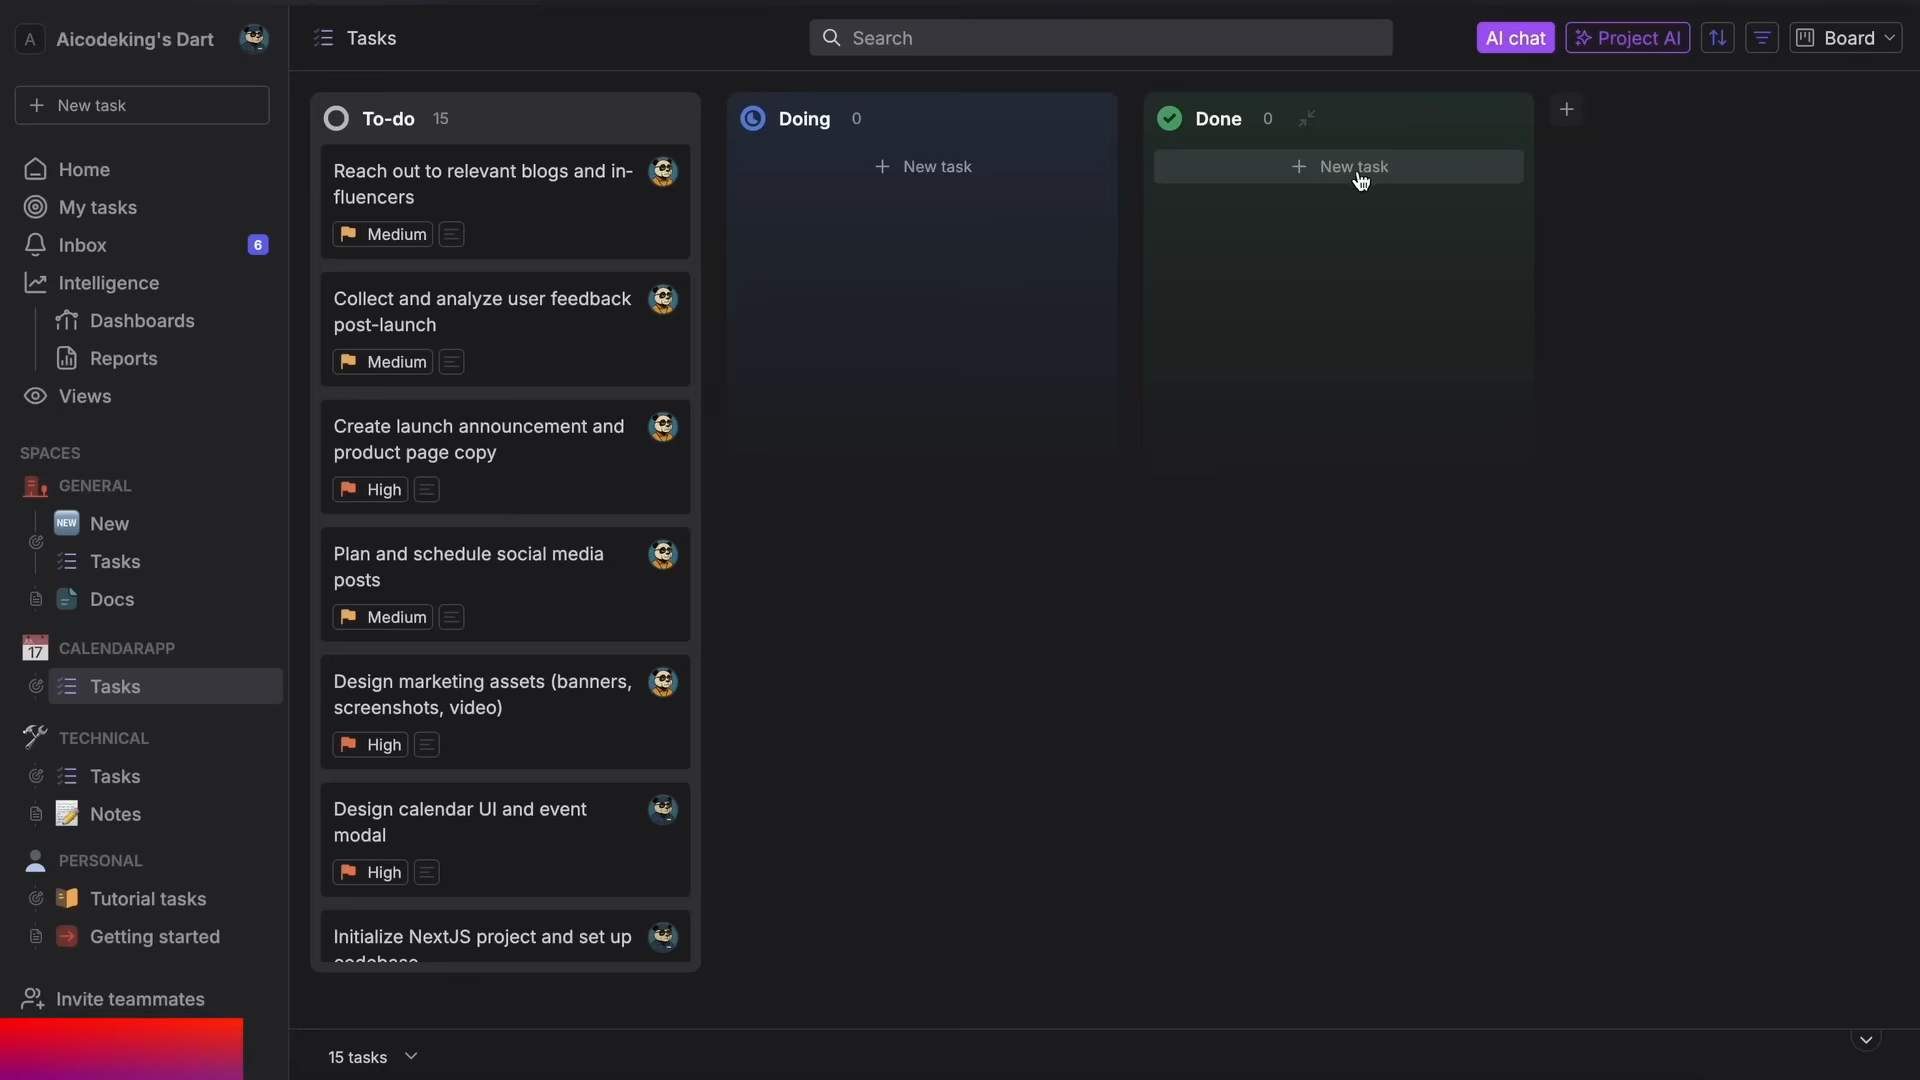 A
Aicodeking's Dart
New task
Home
My tasks
Inbox
6
Intelligence
Dashboards
Reports
Views
SPACES
GENERAL
NEW
New
Tasks
Docs
17
CALENDARAPP
Tasks
TECHNICAL
Tasks
Notes
PERSONAL
Tutorial tasks
Getting started
Invite teammates
Tasks
Search
AI chat
Project AI
Board
To-do 15
Reach out to relevant blogs and in-
fluencers
Medium
Collect and analyze user feedback
post-launch
Medium
Create launch announcement and
product page copy
High
Plan and schedule social media
posts
Medium
Design marketing assets (banners,
screenshots, video)
High
Design calendar UI and event
modal
High
Initialize NextJS project and set up
codebase
Doing 0
New task
Done 0
New task
15 tasks